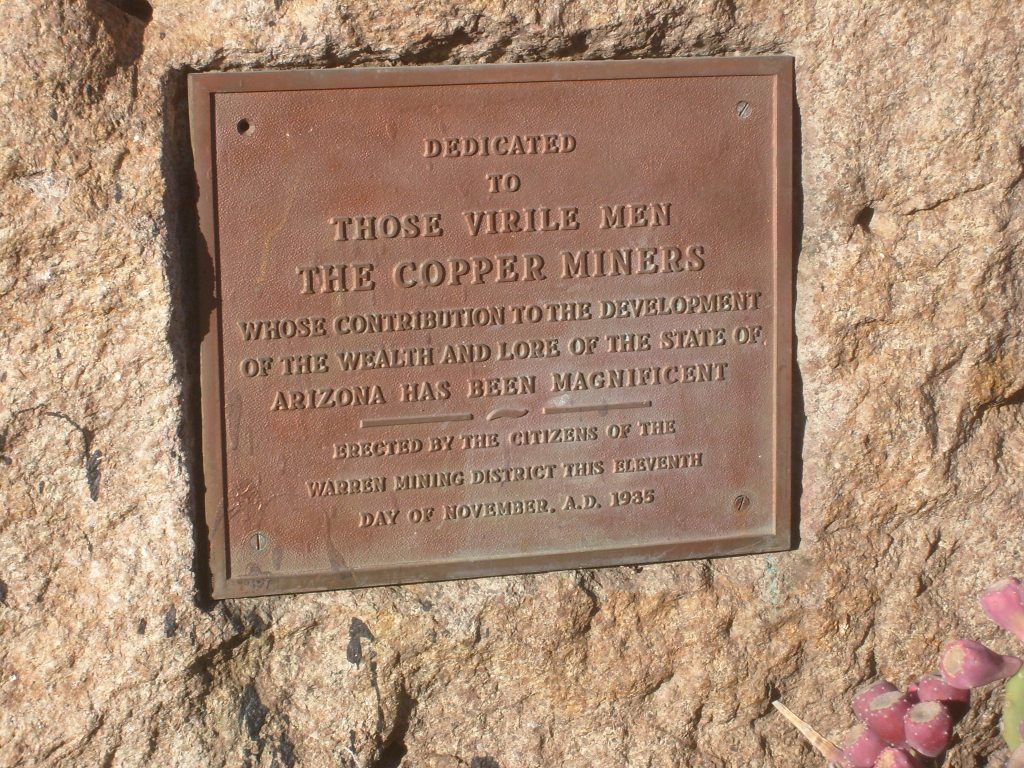 DEDICATED
TO
THOSE VIRILE MEN
THE COPPER MINERS
WHOSE CONTRIBUTION TO THE DEVELOPMENT
OF THE WEALTH AND LORE OF THE STATE OF
ARIZONA HAS BEEN MAGNIFICENT
ERECTED BY THE CITIZENS OF THE
WARREN MINING DISTRICT THIS ELEVENTH
DAY OF NOVEMBER. A.D. 1935